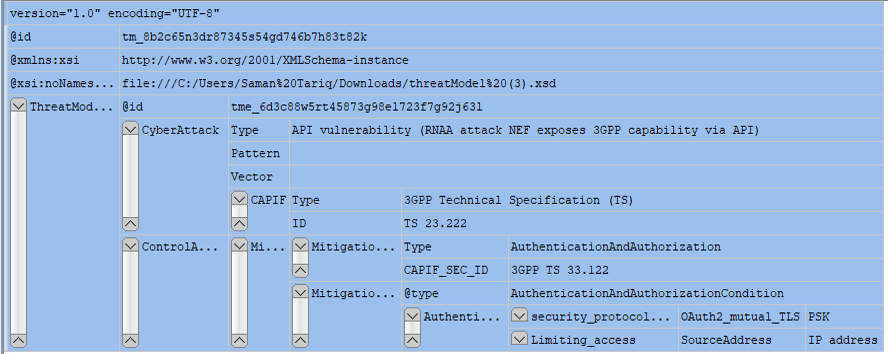 version="1.0" encoding="UTF-8"
@id tm_8b2c65n3dr87345s54gd746b7h83t82k
@xmlns:xsi http://www.w3.org/2001/XMLSchema-instance
@xsi:noNames... file:///C:/Users/Saman%20Tariq/Downloads/threatModel%20(3).xsd
ThreatMod... @id tme_6d3c88w5rt45873g98e1723f7g92j631
CyberAttack Type API vulnerability (RNAA attack NEF exposes 3GPP capability via API)
Pattern
Vector
CAPIF Type 3GPP Technical Specification (TS)
ID TS 23.222
ControlA... Mi... Mitigatio... Type AuthenticationAndAuthorization
CAPIF_SEC_ID 3GPP TS 33.122
Mitigatio... @type AuthenticationAndAuthorizationCondition
Authenti... security_protocol... OAuth2_mutual_TLS PSK
Limiting_access SourceAddress IP address